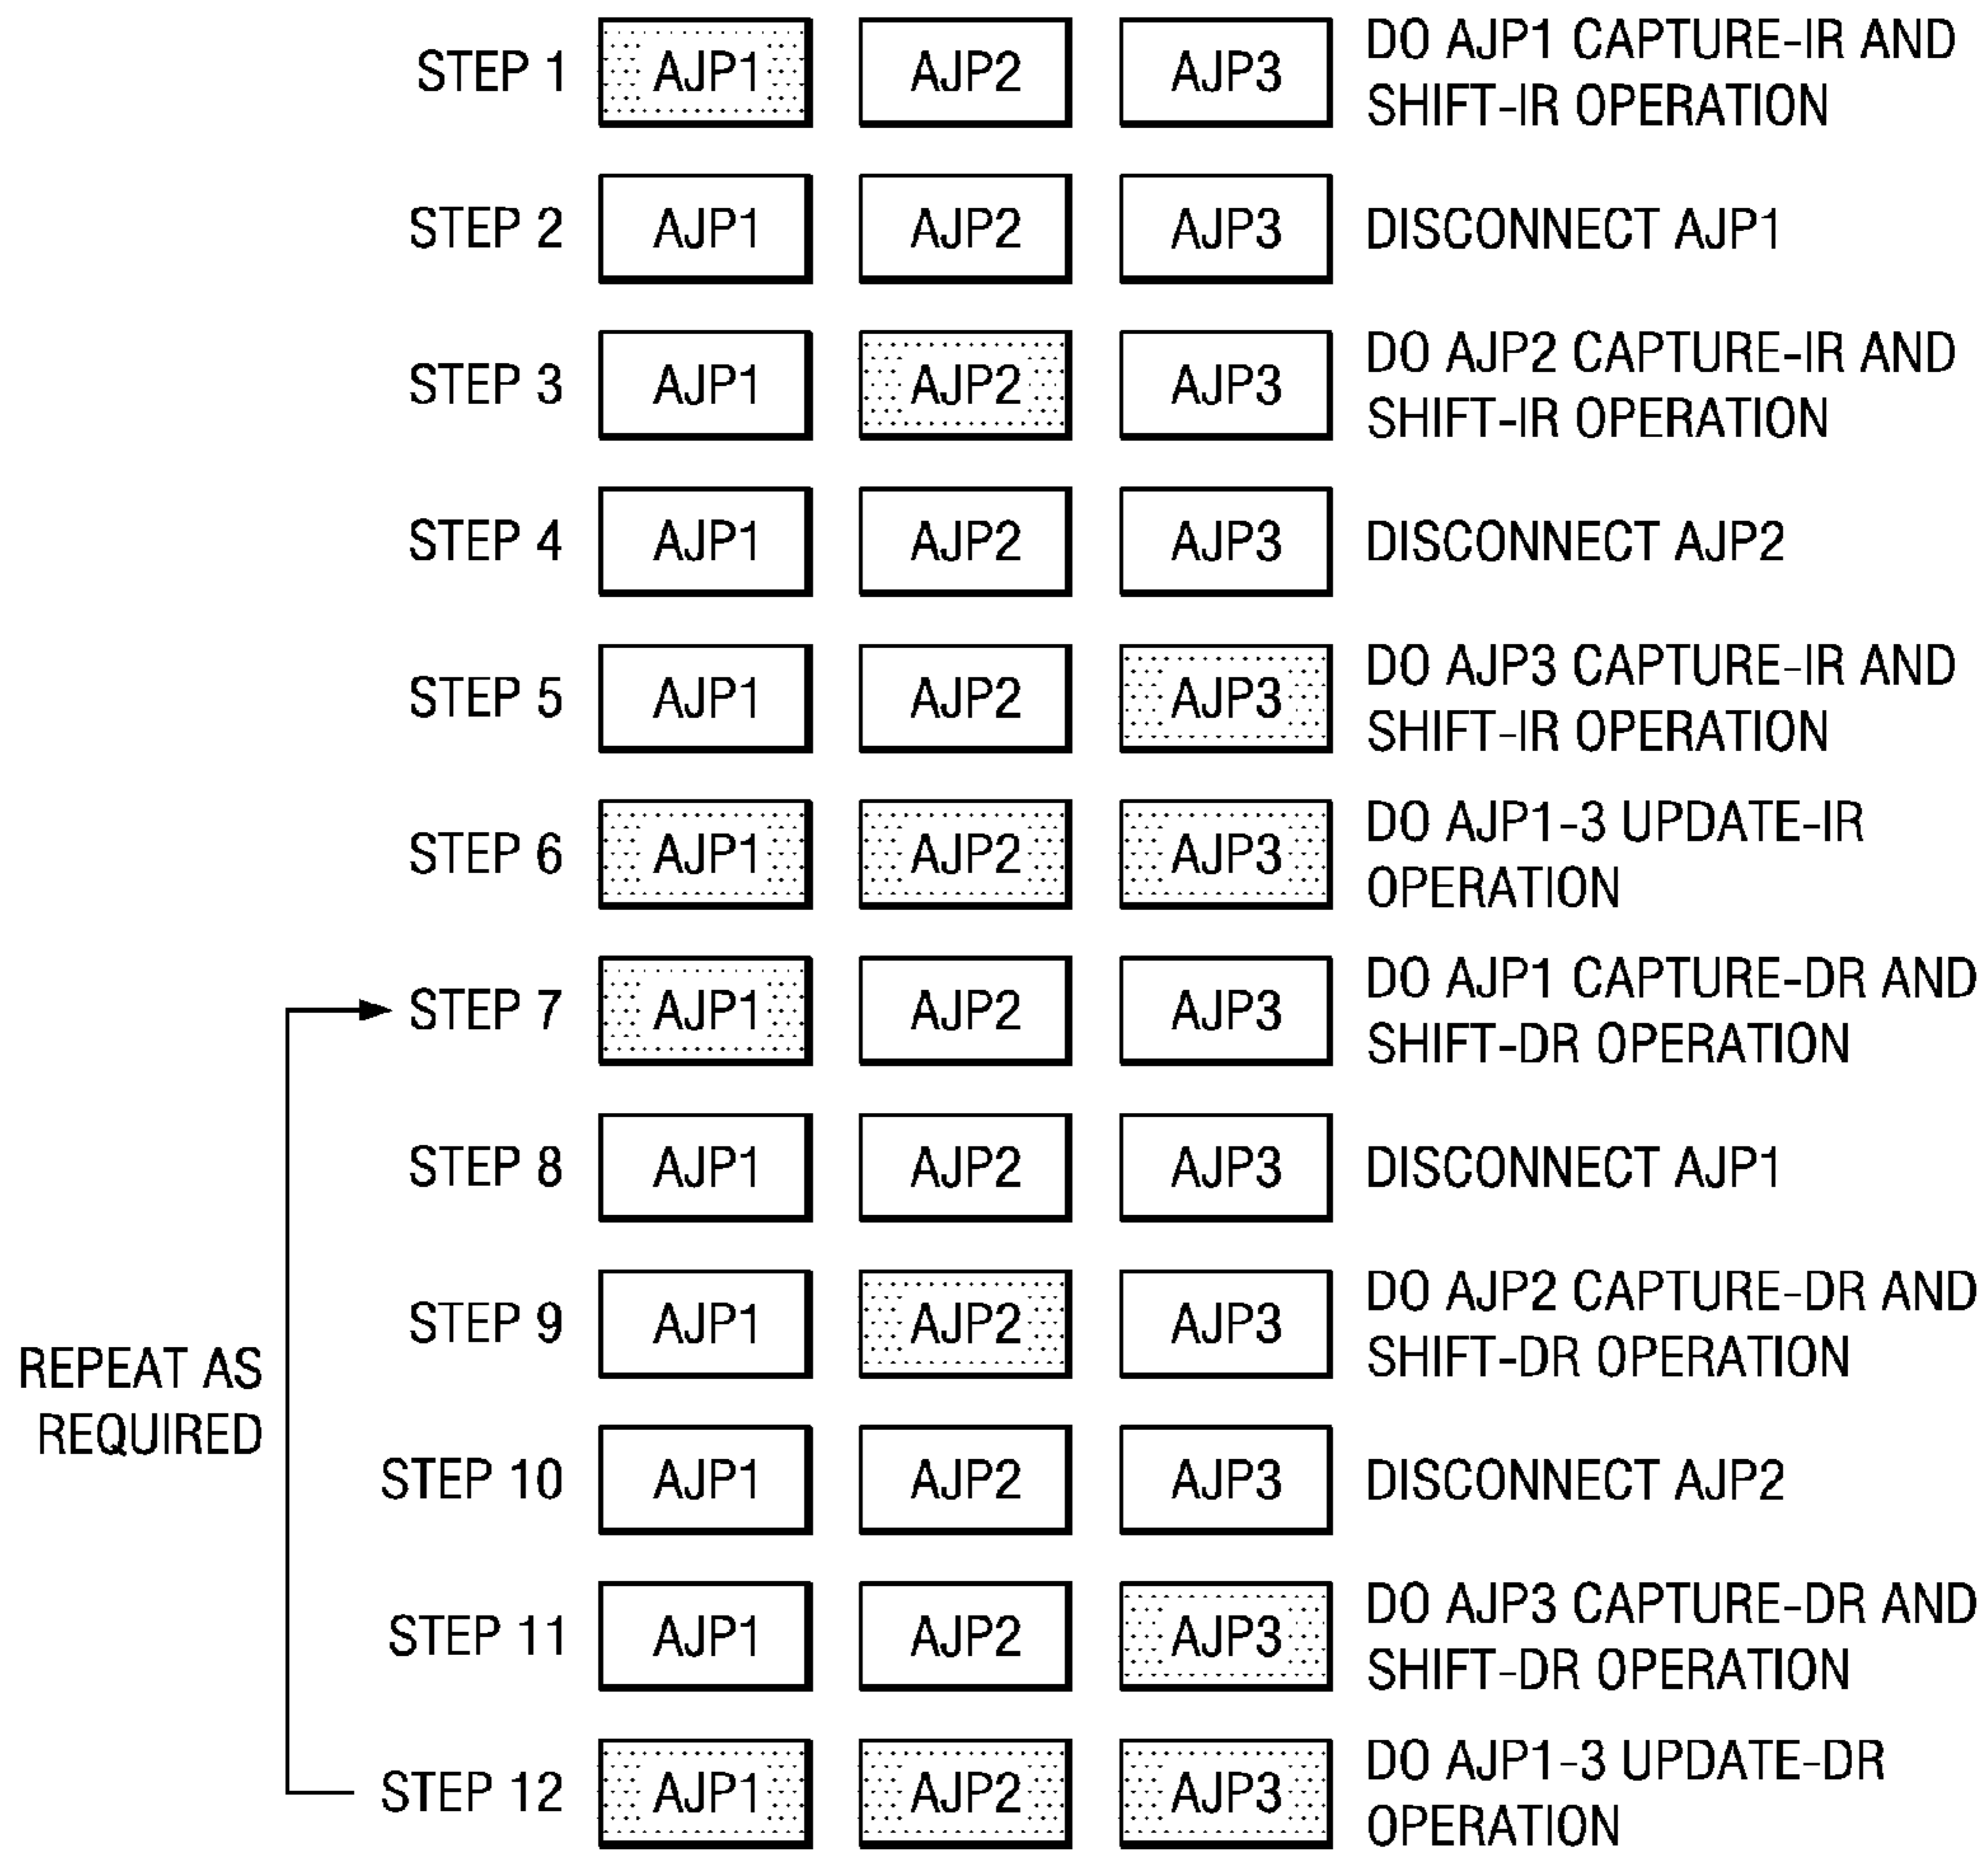 STEP 1 AJP1 AJP2 AJP3 DO AJP1 CAPTURE-IR AND
SHIFT-IR OPERATION
STEP 2 AJP1 AJP2 AJP3 DISCONNECT AJP1
STEP 3 AJP1 AJP2 AJP3 DO AJP2 CAPTURE-IR AND
SHIFT-IR OPERATION
STEP 4 AJP1 AJP2 AJP3 DISCONNECT AJP2
STEP 5 AJP1 AJP2 AJP3 DO AJP3 CAPTURE-IR AND
SHIFT-IR OPERATION
STEP 6 AJP1 AJP2 AJP3 DO AJP1-3 UPDATE-IR
OPERATION
STEP 7 AJP1 AJP2 AJP3 DO AJP1 CAPTURE-DR AND
SHIFT-DR OPERATION
STEP 8 AJP1 AJP2 AJP3 DISCONNECT AJP1
STEP 9 AJP1 AJP2 AJP3 DO AJP2 CAPTURE-DR AND
SHIFT-DR OPERATION
REPEAT AS
REQUIRED
STEP 10 AJP1 AJP2 AJP3 DISCONNECT AJP2
STEP 11 AJP1 AJP2 AJP3 DO AJP3 CAPTURE-DR AND
SHIFT-DR OPERATION
STEP 12 AJP1 AJP2 AJP3 DO AJP1-3 UPDATE-DR
OPERATION